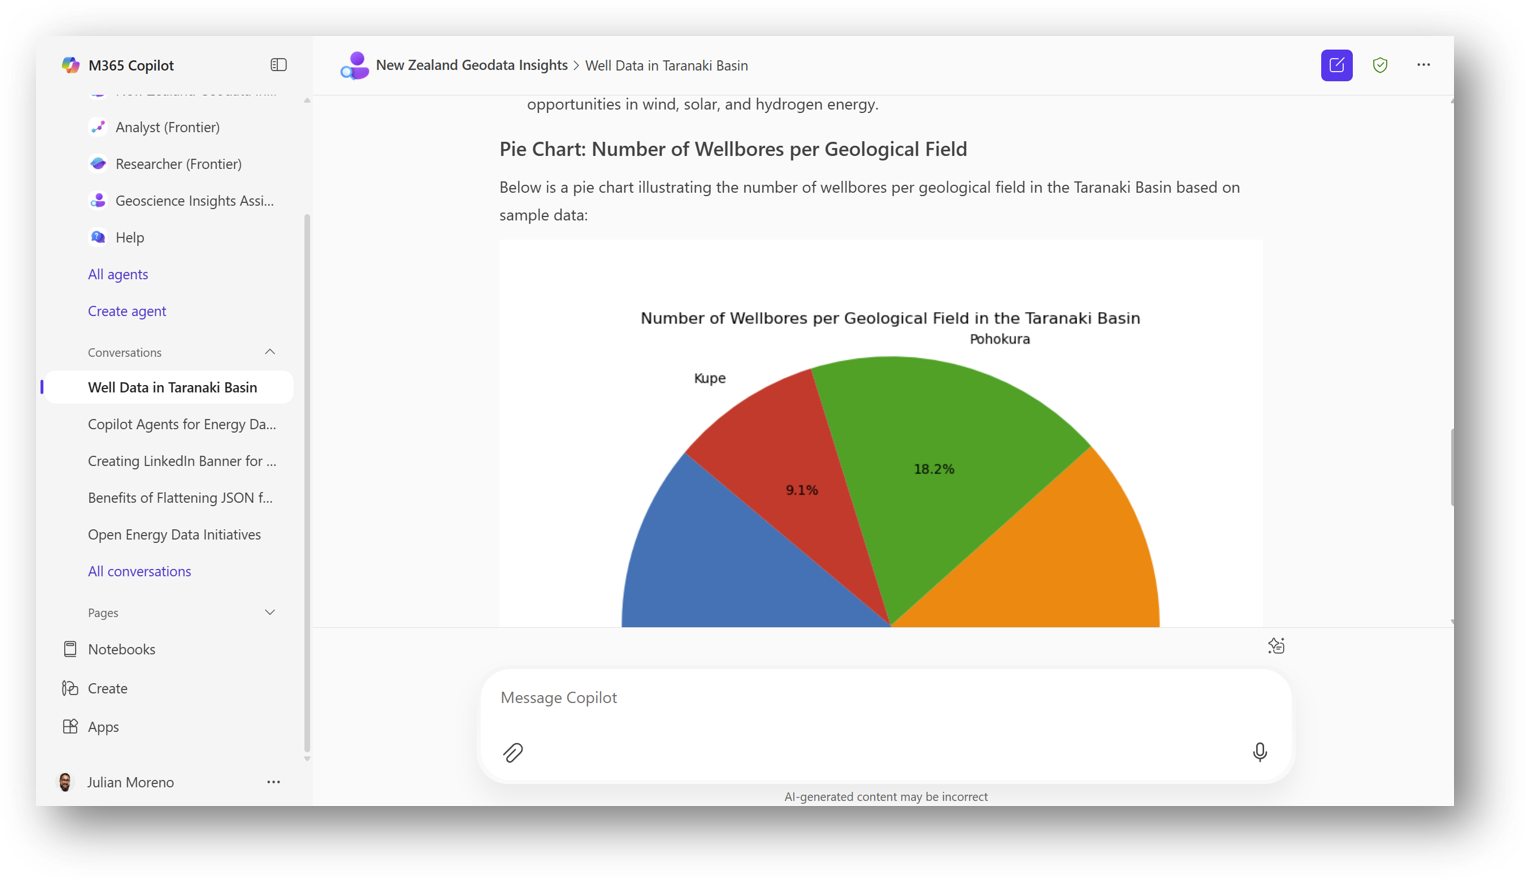 M365 Copilot
Analyst (Frontier)
Researcher (Frontier)
Geoscience Insights Assi...
Help
All agents
Create agent
Conversations
Well Data in Taranaki Basin
Copilot Agents for Energy Da...
Creating LinkedIn Banner for ...
Benefits of Flattening JSON f...
Open Energy Data Initiatives
All conversations
Pages
Notebooks
Create
Apps
Julian Moreno
New Zealand Geodata Insights > Well Data in Taranaki Basin
opportunities in wind, solar, and hydrogen energy.
Pie Chart: Number of Wellbores per Geological Field
Below is a pie chart illustrating the number of wellbores per geological field in the Taranaki Basin based on
sample data:
Number of Wellbores per Geological Field in the Taranaki Basin
Pohokura
Kupe
18.2%
9.1%
Message Copilot
AI-generated content may be incorrect